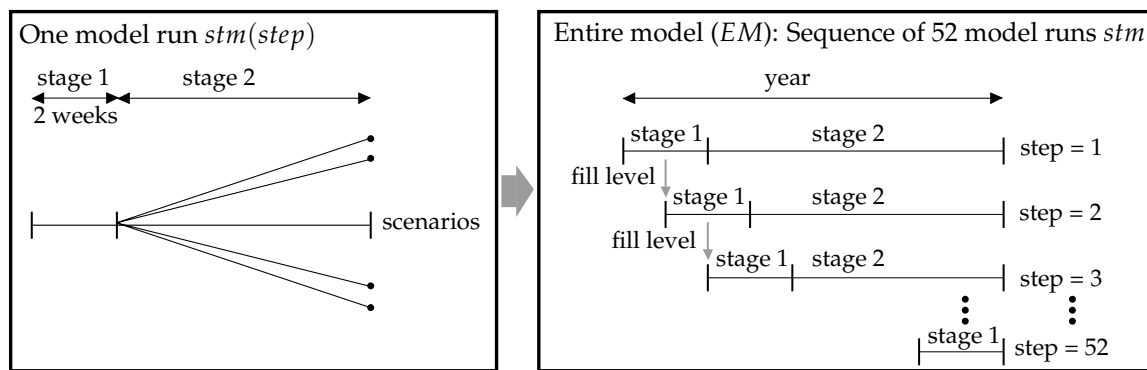 One model run stm(step)
stage 1
stage 2
2 weeks
scenarios
Entire model (EM): Sequence of 52 model runs stm
year
stage 1
stage 2
step = 1
fill level
stage 1
stage 2
step = 2
fill level
stage 1
stage 2
step = 3
stage 1
step = 52